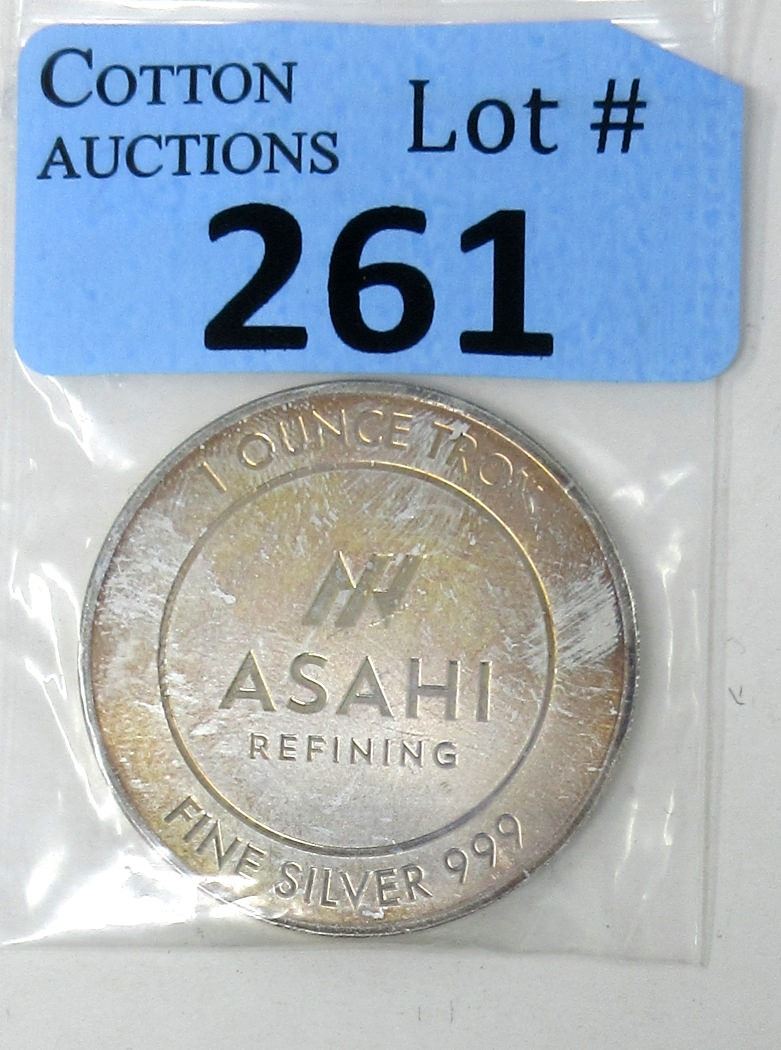 COTTON
AUCTIONS
Lot #
261
1 OUNCE TROY
ASAHI
REFINING
FINE SILVER 999